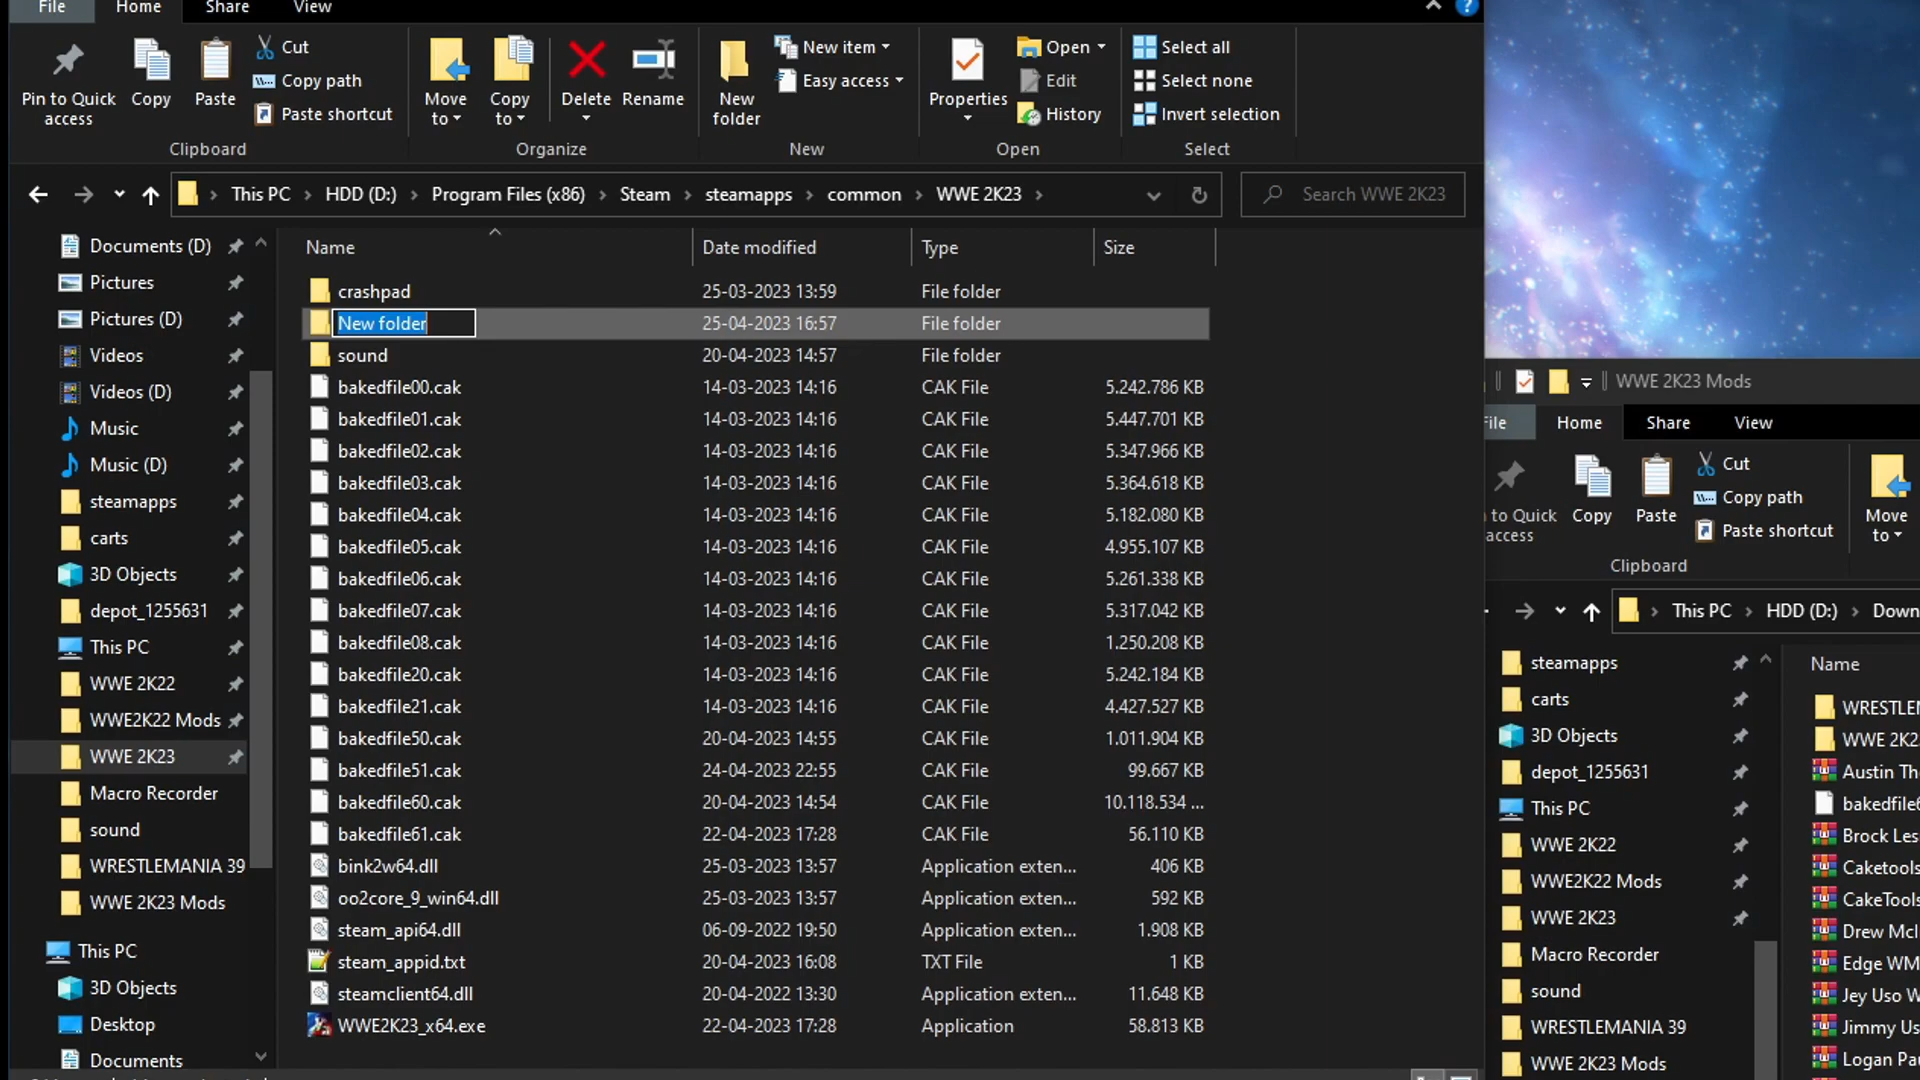 File Home Share View
Pin to Quick access
Copy
Paste
Cut
Copy path
Paste shortcut
Clipboard
Move to
Copy to
Delete
Rename
Organize
New folder
New item
Easy access
New
Properties
Open
Edit
History
Open
Select all
Select none
Invert selection
Select
This PC > HDD (D:) > Program Files (x86) > Steam > steamapps > common > WWE 2K23 >
Search WWE 2K23
Documents (D)
Pictures
Pictures (D)
Videos
Videos (D)
Music
Music (D)
steamapps
carts
3D Objects
depot_1255631
This PC
WWE 2K22
WWE2K22 Mods
WWE 2K23
Macro Recorder
sound
WRESTLEMANIA 39
WWE 2K23 Mods
This PC
3D Objects
Desktop
Documents
Name Date modified Type Size
crashpad 25-03-2023 13:59 File folder
New folder 25-04-2023 16:57 File folder
sound 20-04-2023 14:57 File folder
bakedfile00.cak 14-03-2023 14:16 CAK File 5.242.786 KB
bakedfile01.cak 14-03-2023 14:16 CAK File 5.447.701 KB
bakedfile02.cak 14-03-2023 14:16 CAK File 5.347.966 KB
bakedfile03.cak 14-03-2023 14:16 CAK File 5.364.618 KB
bakedfile04.cak 14-03-2023 14:16 CAK File 5.182.080 KB
bakedfile05.cak 14-03-2023 14:16 CAK File 4.955.107 KB
bakedfile06.cak 14-03-2023 14:16 CAK File 5.261.338 KB
bakedfile07.cak 14-03-2023 14:16 CAK File 5.317.042 KB
bakedfile08.cak 14-03-2023 14:16 CAK File 1.250.208 KB
bakedfile20.cak 14-03-2023 14:16 CAK File 5.242.184 KB
bakedfile21.cak 14-03-2023 14:16 CAK File 4.427.527 KB
bakedfile50.cak 20-04-2023 14:55 CAK File 1.011.904 KB
bakedfile51.cak 24-04-2023 22:55 CAK File 99.667 KB
bakedfile60.cak 20-04-2023 14:54 CAK File 10.118.534 ...
bakedfile61.cak 22-04-2023 17:28 CAK File 56.110 KB
bink2w64.dll 25-03-2023 13:57 Application exten... 406 KB
oo2core_9_win64.dll 25-03-2023 13:57 Application exten... 592 KB
steam_api64.dll 06-09-2022 19:50 Application exten... 1.908 KB
steam_appid.txt 20-04-2023 16:08 TXT File 1 KB
steamclient64.dll 20-04-2022 13:30 Application exten... 11.648 KB
WWE2K23_x64.exe 22-04-2023 17:28 Application 58.813 KB
WWE 2K23 Mods
ile Home Share View
to Quick
access
Copy
Paste
Cut
Copy path
Paste shortcut
Clipboard
Move to
This PC > HDD (D:) > Down
steamapps
carts
3D Objects
depot_1255631
This PC
WWE 2K22
WWE2K22 Mods
WWE 2K23
Macro Recorder
sound
WRESTLEMANIA 39
WWE 2K23 Mods
Name
WRESTLE
WWE 2K2
Austin Th
bakedfile
Brock Les
Caketools
CakeTools
Drew McI
Edge WM
Jey Uso W
Jimmy Us
Logan Pau